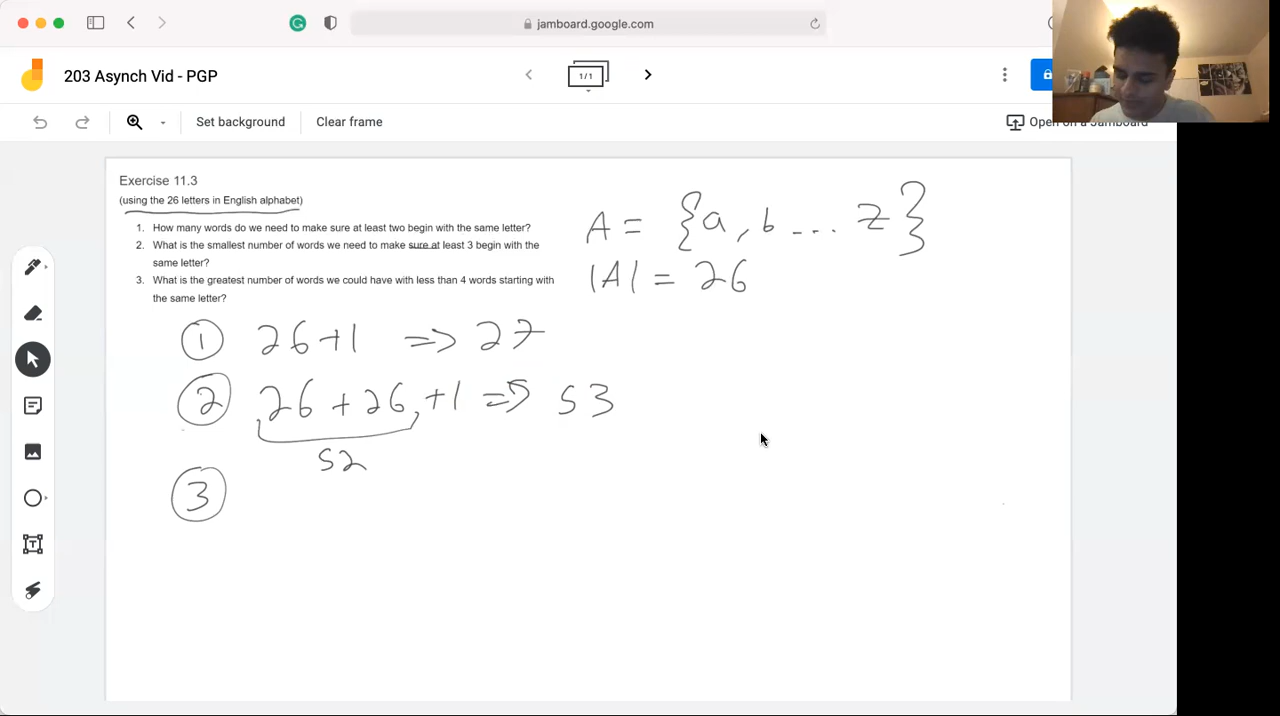 jamboard.google.com
203 Asynch Vid - PGP
1/1
Set background
Clear frame
Open on a Jamboard
Exercise 11.3
(using the 26 letters in English alphabet)
1. How many words do we need to make sure at least two begin with the same letter?
2. What is the smallest number of words we need to make sure at least 3 begin with the
same letter?
3. What is the greatest number of words we could have with less than 4 words starting with
the same letter?
A = {a, b ... z}
|A| = 26
1 26+1 => 27
2 26 + 26 +1 => 53
52
3